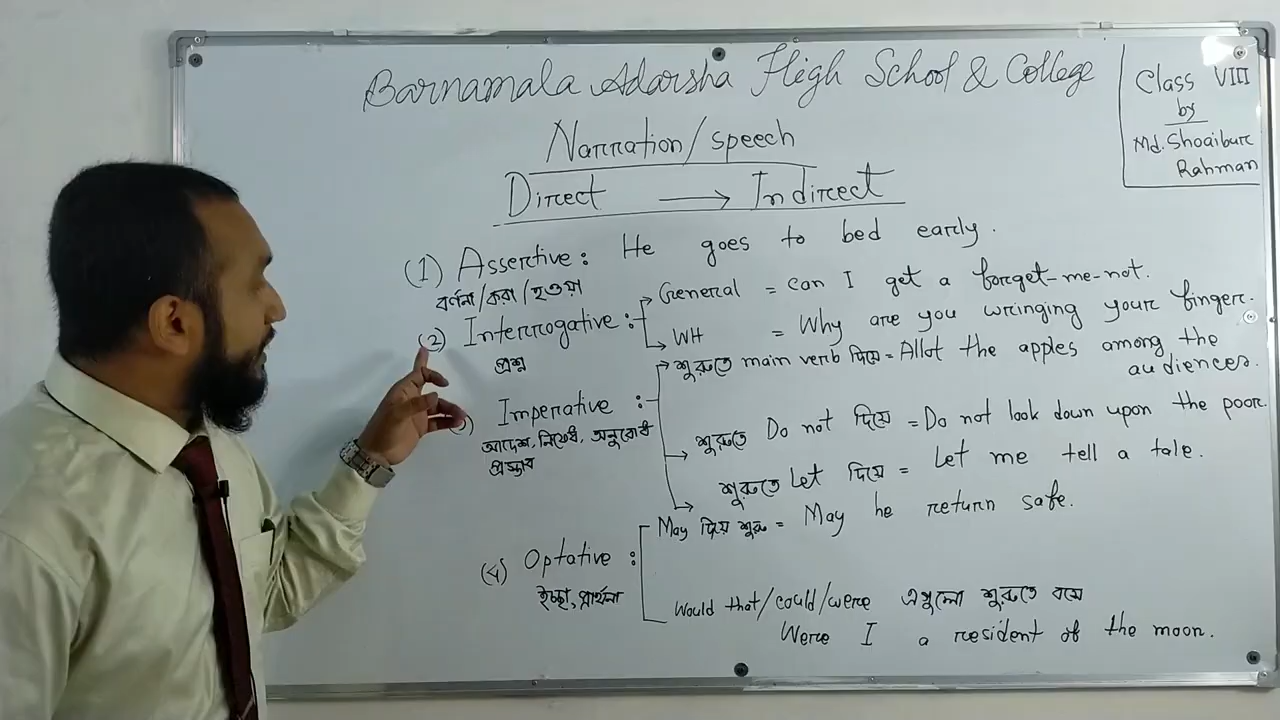 Barnamala Adarsha High School & College
Class VIII
by
Md. Shoaibur
Rahman
Narration/speech
Direct → Indirect
(1) Assertive: He goes to bed early.
বর্ণনা/করা/হওয়া
(2) Interrogative:
প্রশ্ন
→ General = can I get a forget-me-not.
→ WH = Why are you wringing your finger.
Imperative :
আদেশ, নিষেধ, অনুরোধ
প্রস্তাব
→ শুরুতে main verb দিয়ে = Allot the apples among the
audiences.
→ শুরুতে Do not দিয়ে = Do not look down upon the poor.
→ শুরুতে Let দিয়ে = Let me tell a tale.
(৪) Optative :
ইচ্ছা, প্রার্থনা
May দিয়ে শুরু = May he return safe.
Would that/could/were এগুলো শুরুতে বসে
Were I a resident of the moon.